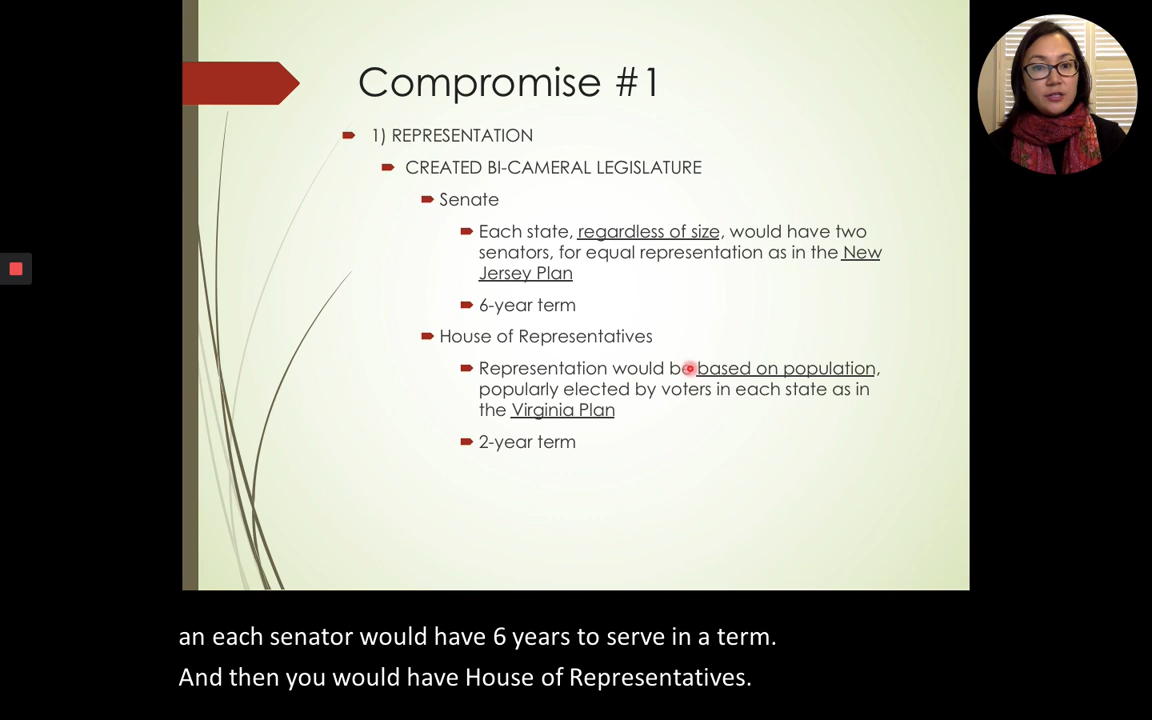 Compromise #1
1) REPRESENTATION
CREATED BI-CAMERAL LEGISLATURE
Senate
Each state, regardless of size, would have two
senators, for equal representation as in the New
Jersey Plan
6-year term
House of Representatives
Representation would be based on population,
popularly elected by voters in each state as in
the Virginia Plan
2-year term
an each senator would have 6 years to serve in a term.
And then you would have House of Representatives.